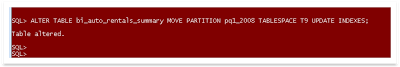 SQL> ALTER TABLE bi_auto_rentals_summary MOVE PARTITION pq1_2008 TABLESPACE T9 UPDATE INDEXES;
Table altered.
SQL>
SQL>